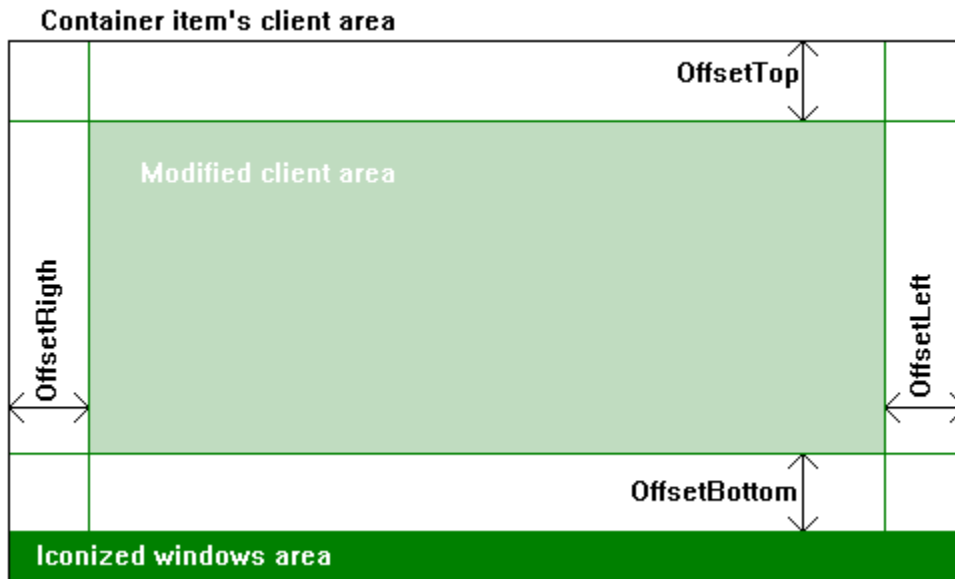 Container item's client area
OffsetTop
Modified client area
OffsetRigth
OffsetLeft
OffsetBottom
Iconized windows area